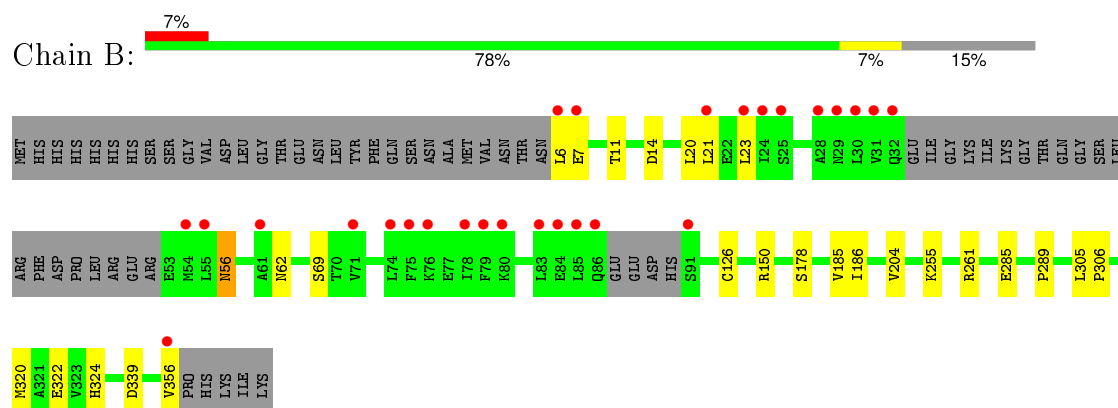 7%
Chain B:
78% 7% 15%
MET HIS HIS HIS HIS HIS HIS SER SER GLY VAL ASP LEU GLY THR GLU ASN LEU TYR PHE GLN SER ASN ALA MET VAL ASN THR ASN L6 E7 T11 D14 L20 L21 E22 L23 I24 S25 A28 N29 L30 V31 Q32 GLU ILE GLY LYS ILE LYS GLY THR GLN GLY SER LEU
ARG PHE ASP PRO LEU ARG GLU ARG E53 M54 L55 N56 A61 N62 S69 T70 V71 L74 F75 K76 E77 I78 F79 K80 L83 E84 L85 Q86 GLU GLU ASP HIS S91 C126 R150 S178 V185 I186 V204 K255 R261 E285 P289 L305 P306
M320 A321 E322 V323 H324 D339 V356 PRO HIS LYS ILE LYS